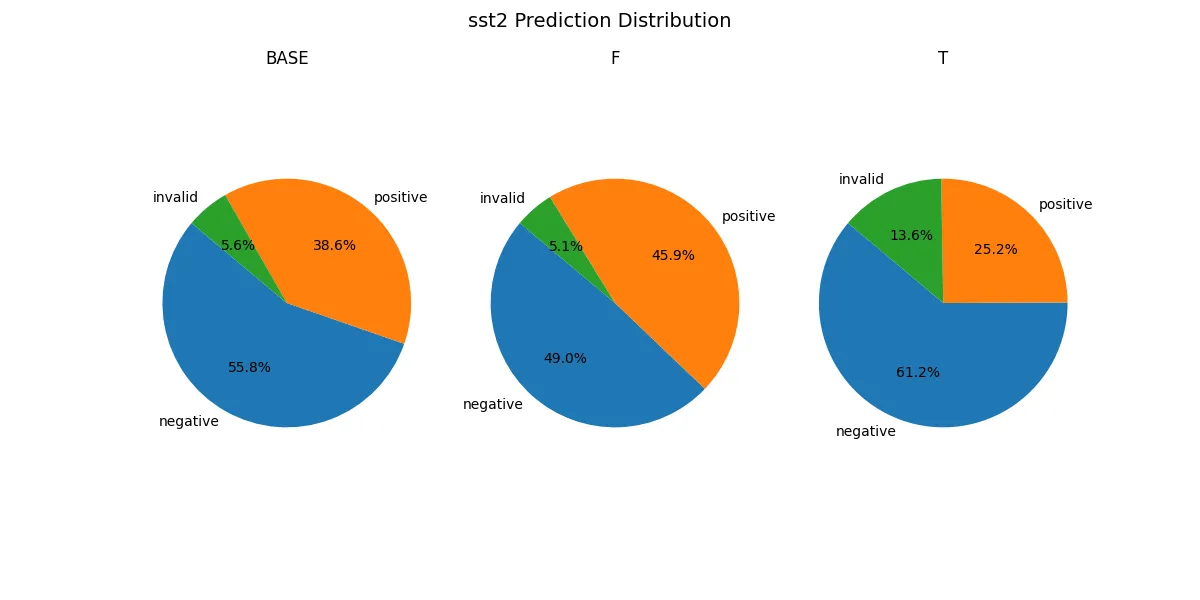 sst2 Prediction Distribution
BASE
invalid
positive
5.6%
38.6%
55.8%
negative
F
invalid
positive
5.1%
45.9%
49.0%
negative
T
invalid
positive
13.6%
25.2%
61.2%
negative